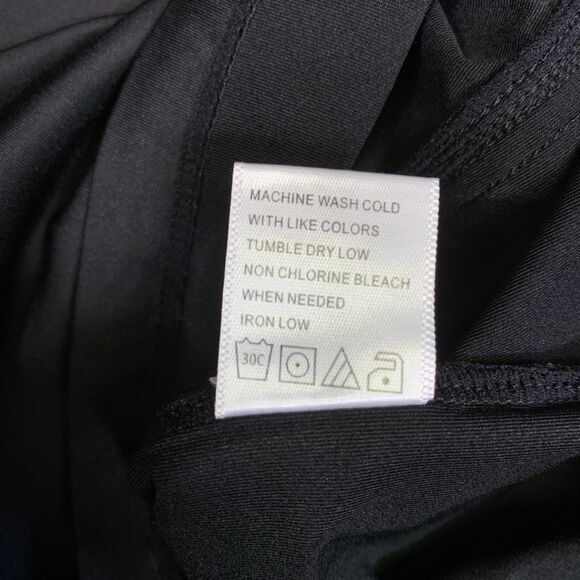 MACHINE WASH COLD
WITH LIKE COLORS
TUMBLE DRY LOW
NON CHLORINE BLEACH
WHEN NEEDED
IRON LOW
30C